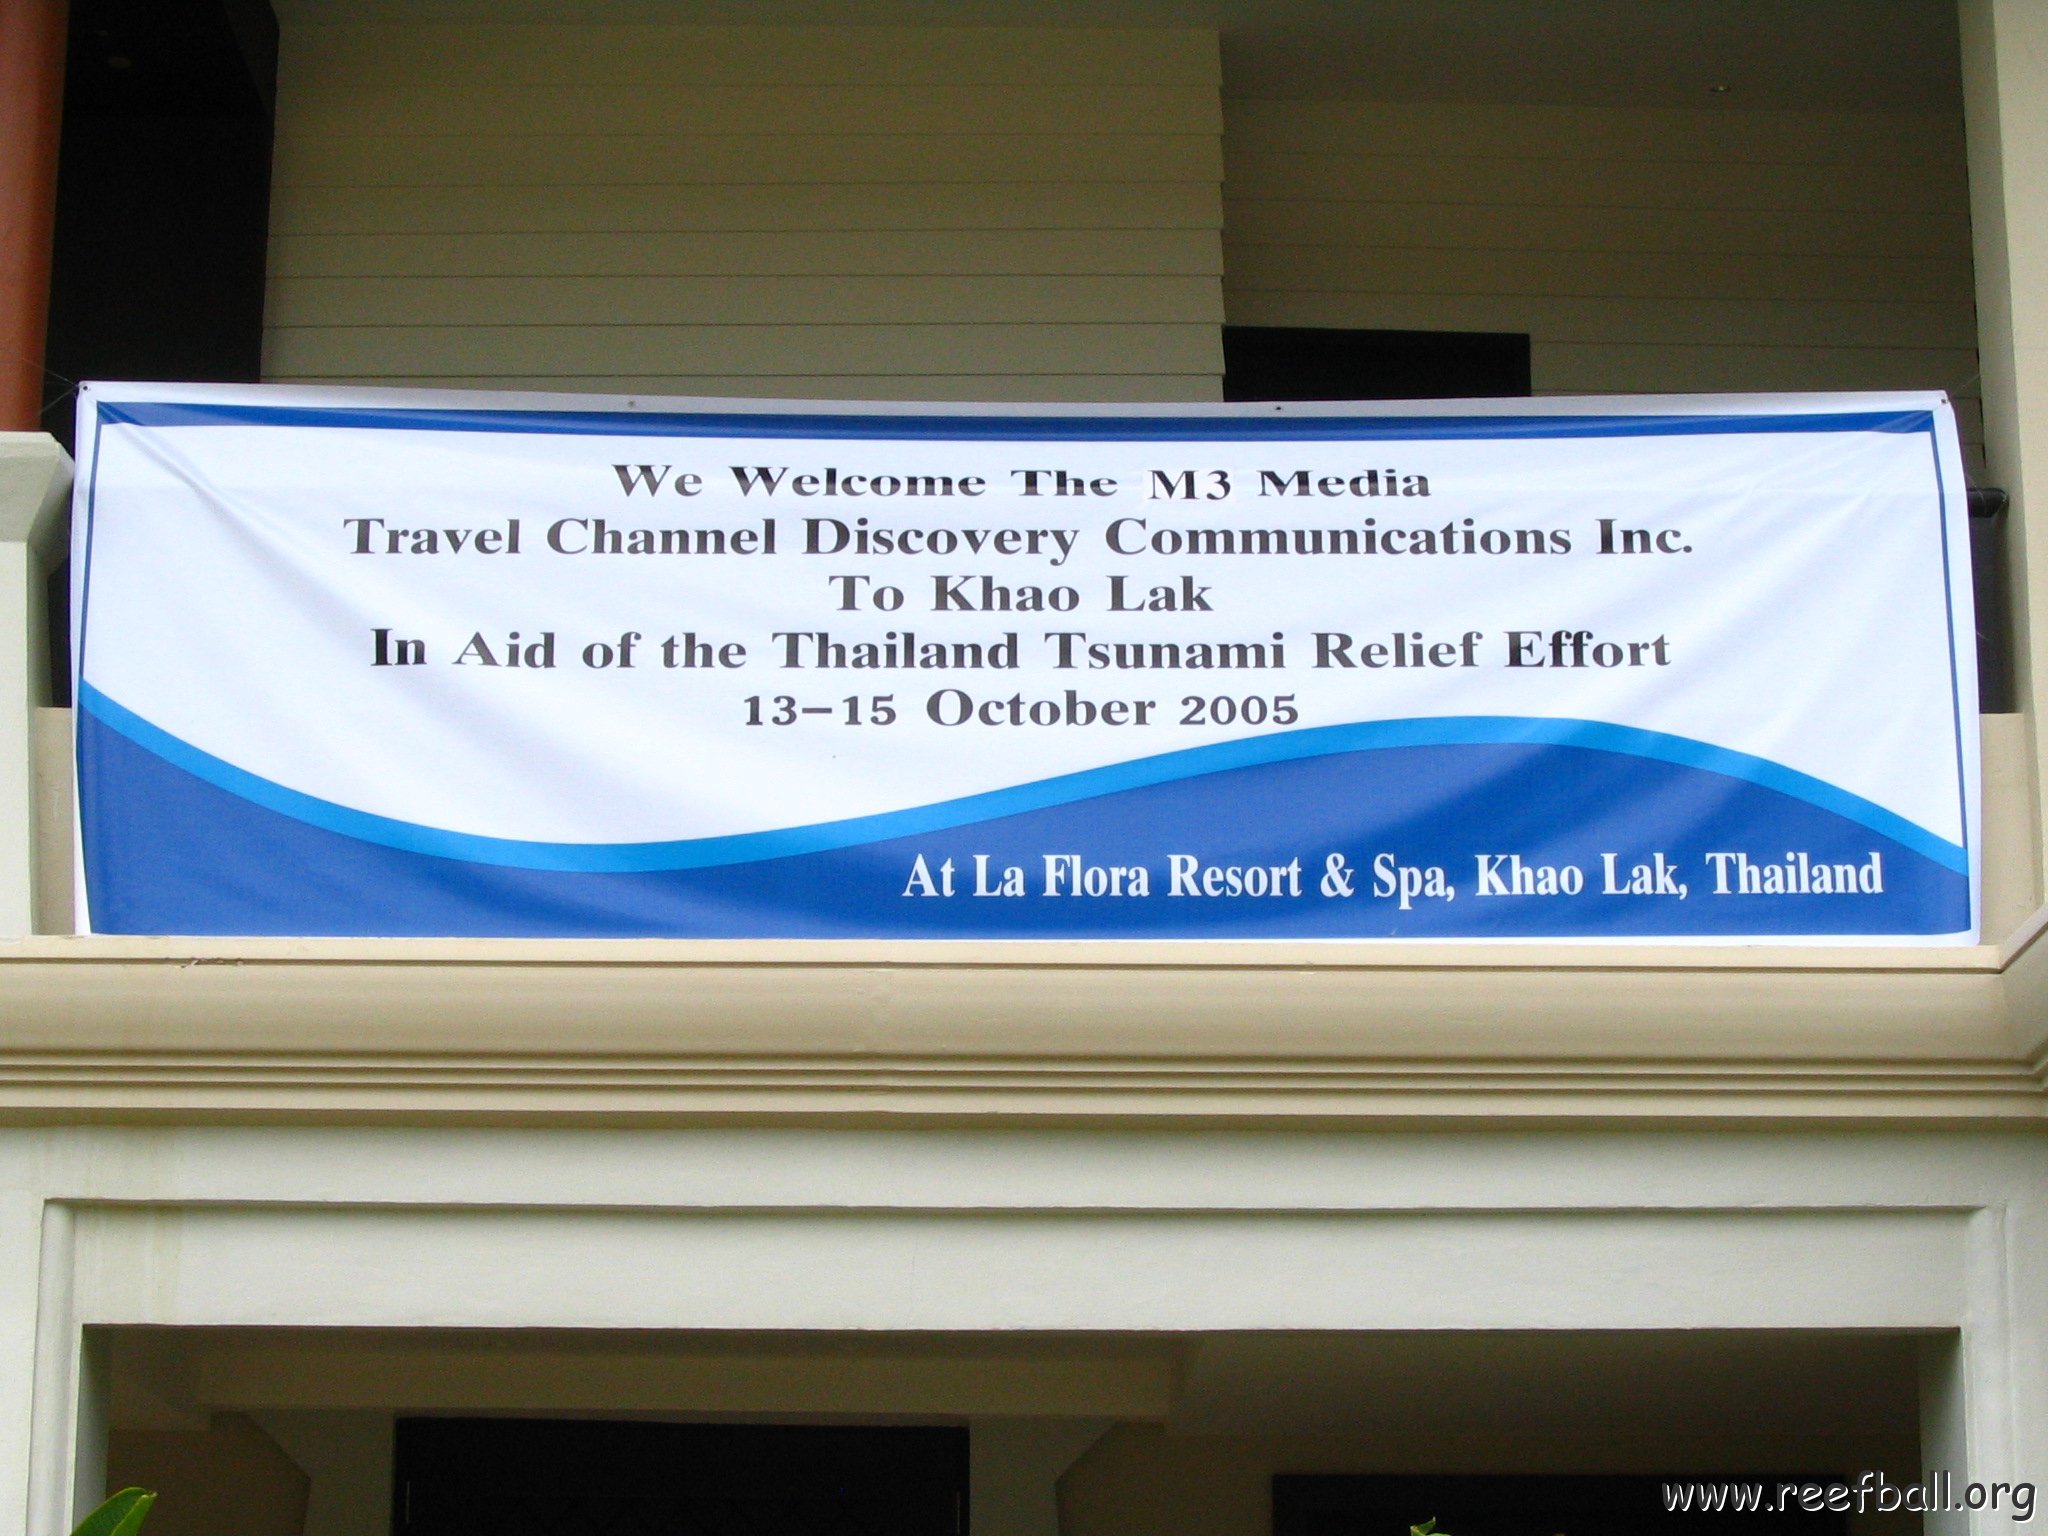 We Welcome The M3 Media
Travel Channel Discovery Communications Inc.
To Khao Lak
In Aid of the Thailand Tsunami Relief Effort
13-15 October 2005
At La Flora Resort & Spa, Khao Lak, Thailand
www.reefball.org